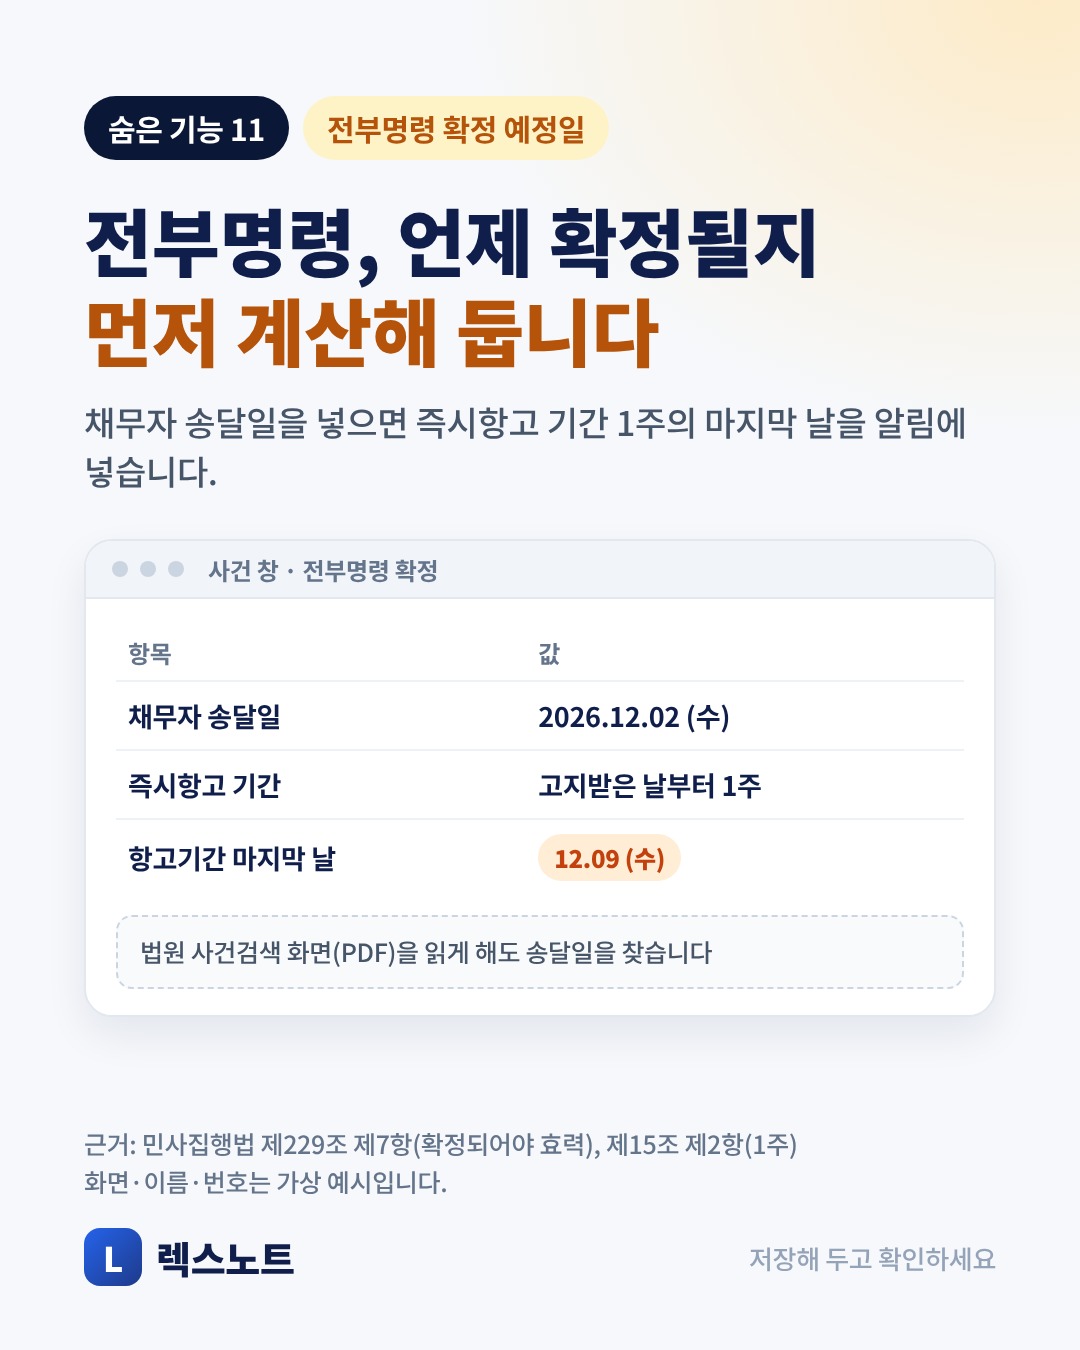 숨은 기능 11
전부명령 확정 예정일
전부명령, 언제 확정될지
먼저 계산해 둡니다
채무자 송달일을 넣으면 즉시항고 기간 1주의 마지막 날을 알림에
넣습니다.
사건 창 · 전부명령 확정
항목 값
채무자 송달일 2026.12.02 (수)
즉시항고 기간 고지받은 날부터 1주
항고기간 마지막 날 12.09 (수)
법원 사건검색 화면(PDF)을 읽게 해도 송달일을 찾습니다
근거: 민사집행법 제229조 제7항(확정되어야 효력), 제15조 제2항(1주)
화면·이름·번호는 가상 예시입니다.
L 렉스노트
저장해 두고 확인하세요